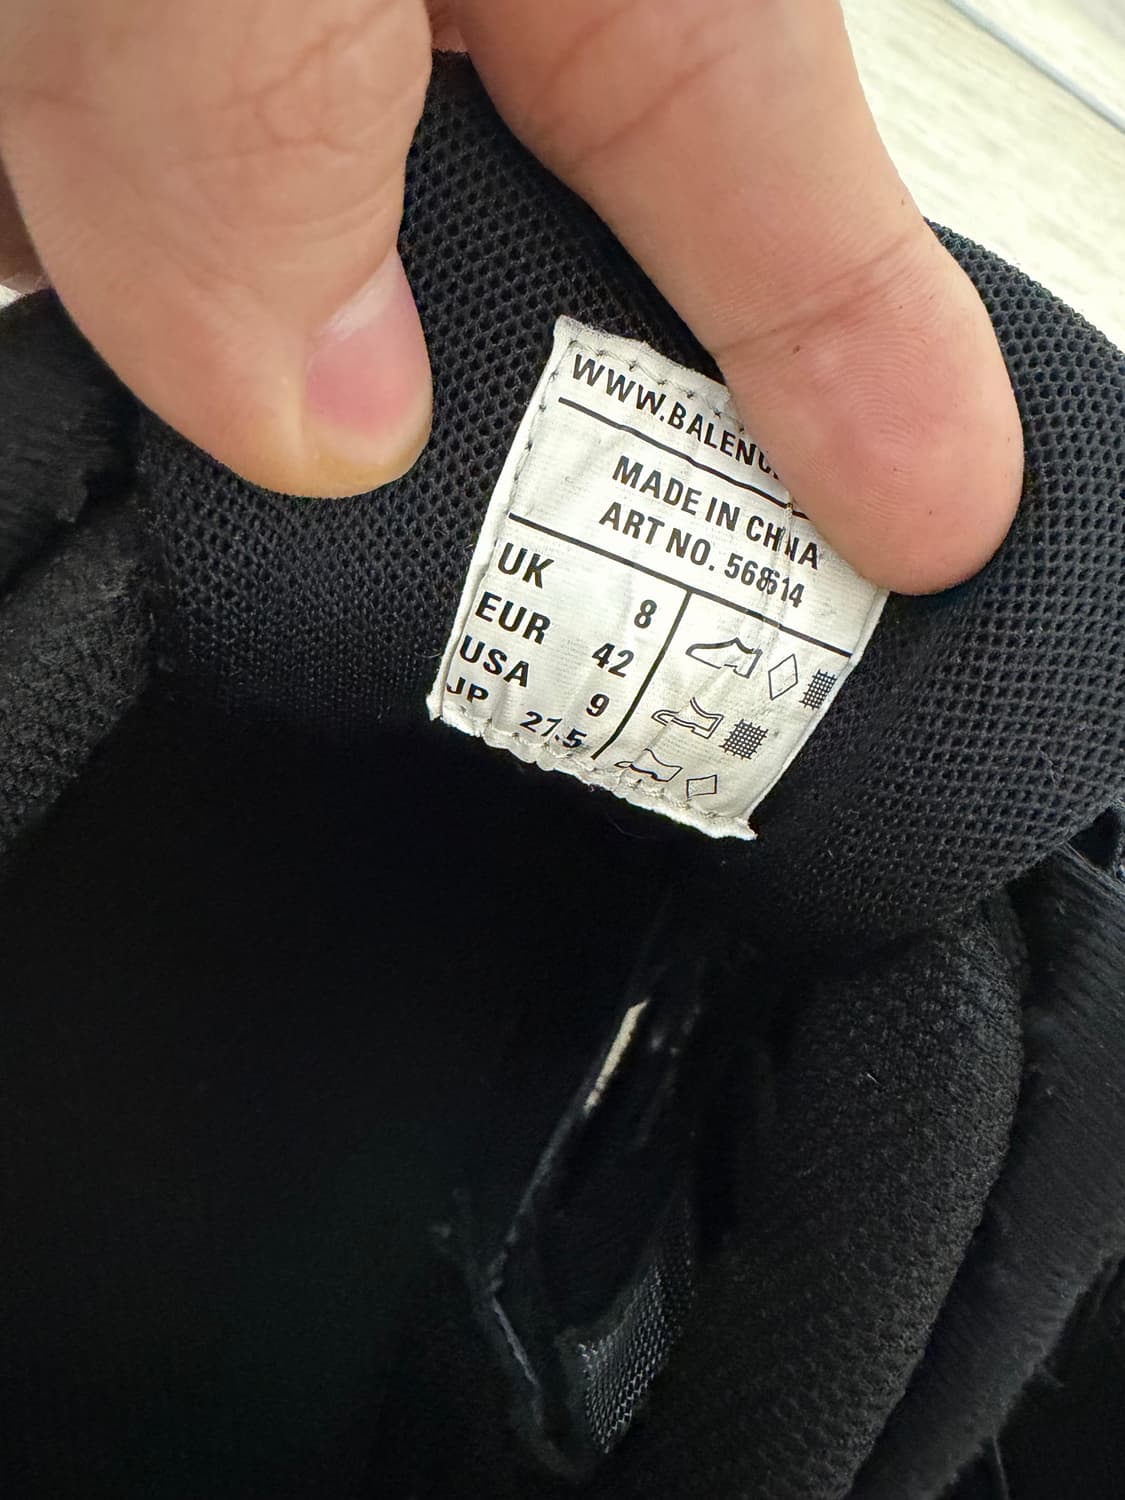 WWW.BALENC
MADE IN CHINA
ART NO. 568614
UK 8
EUR 42
USA 9
JP 27.5